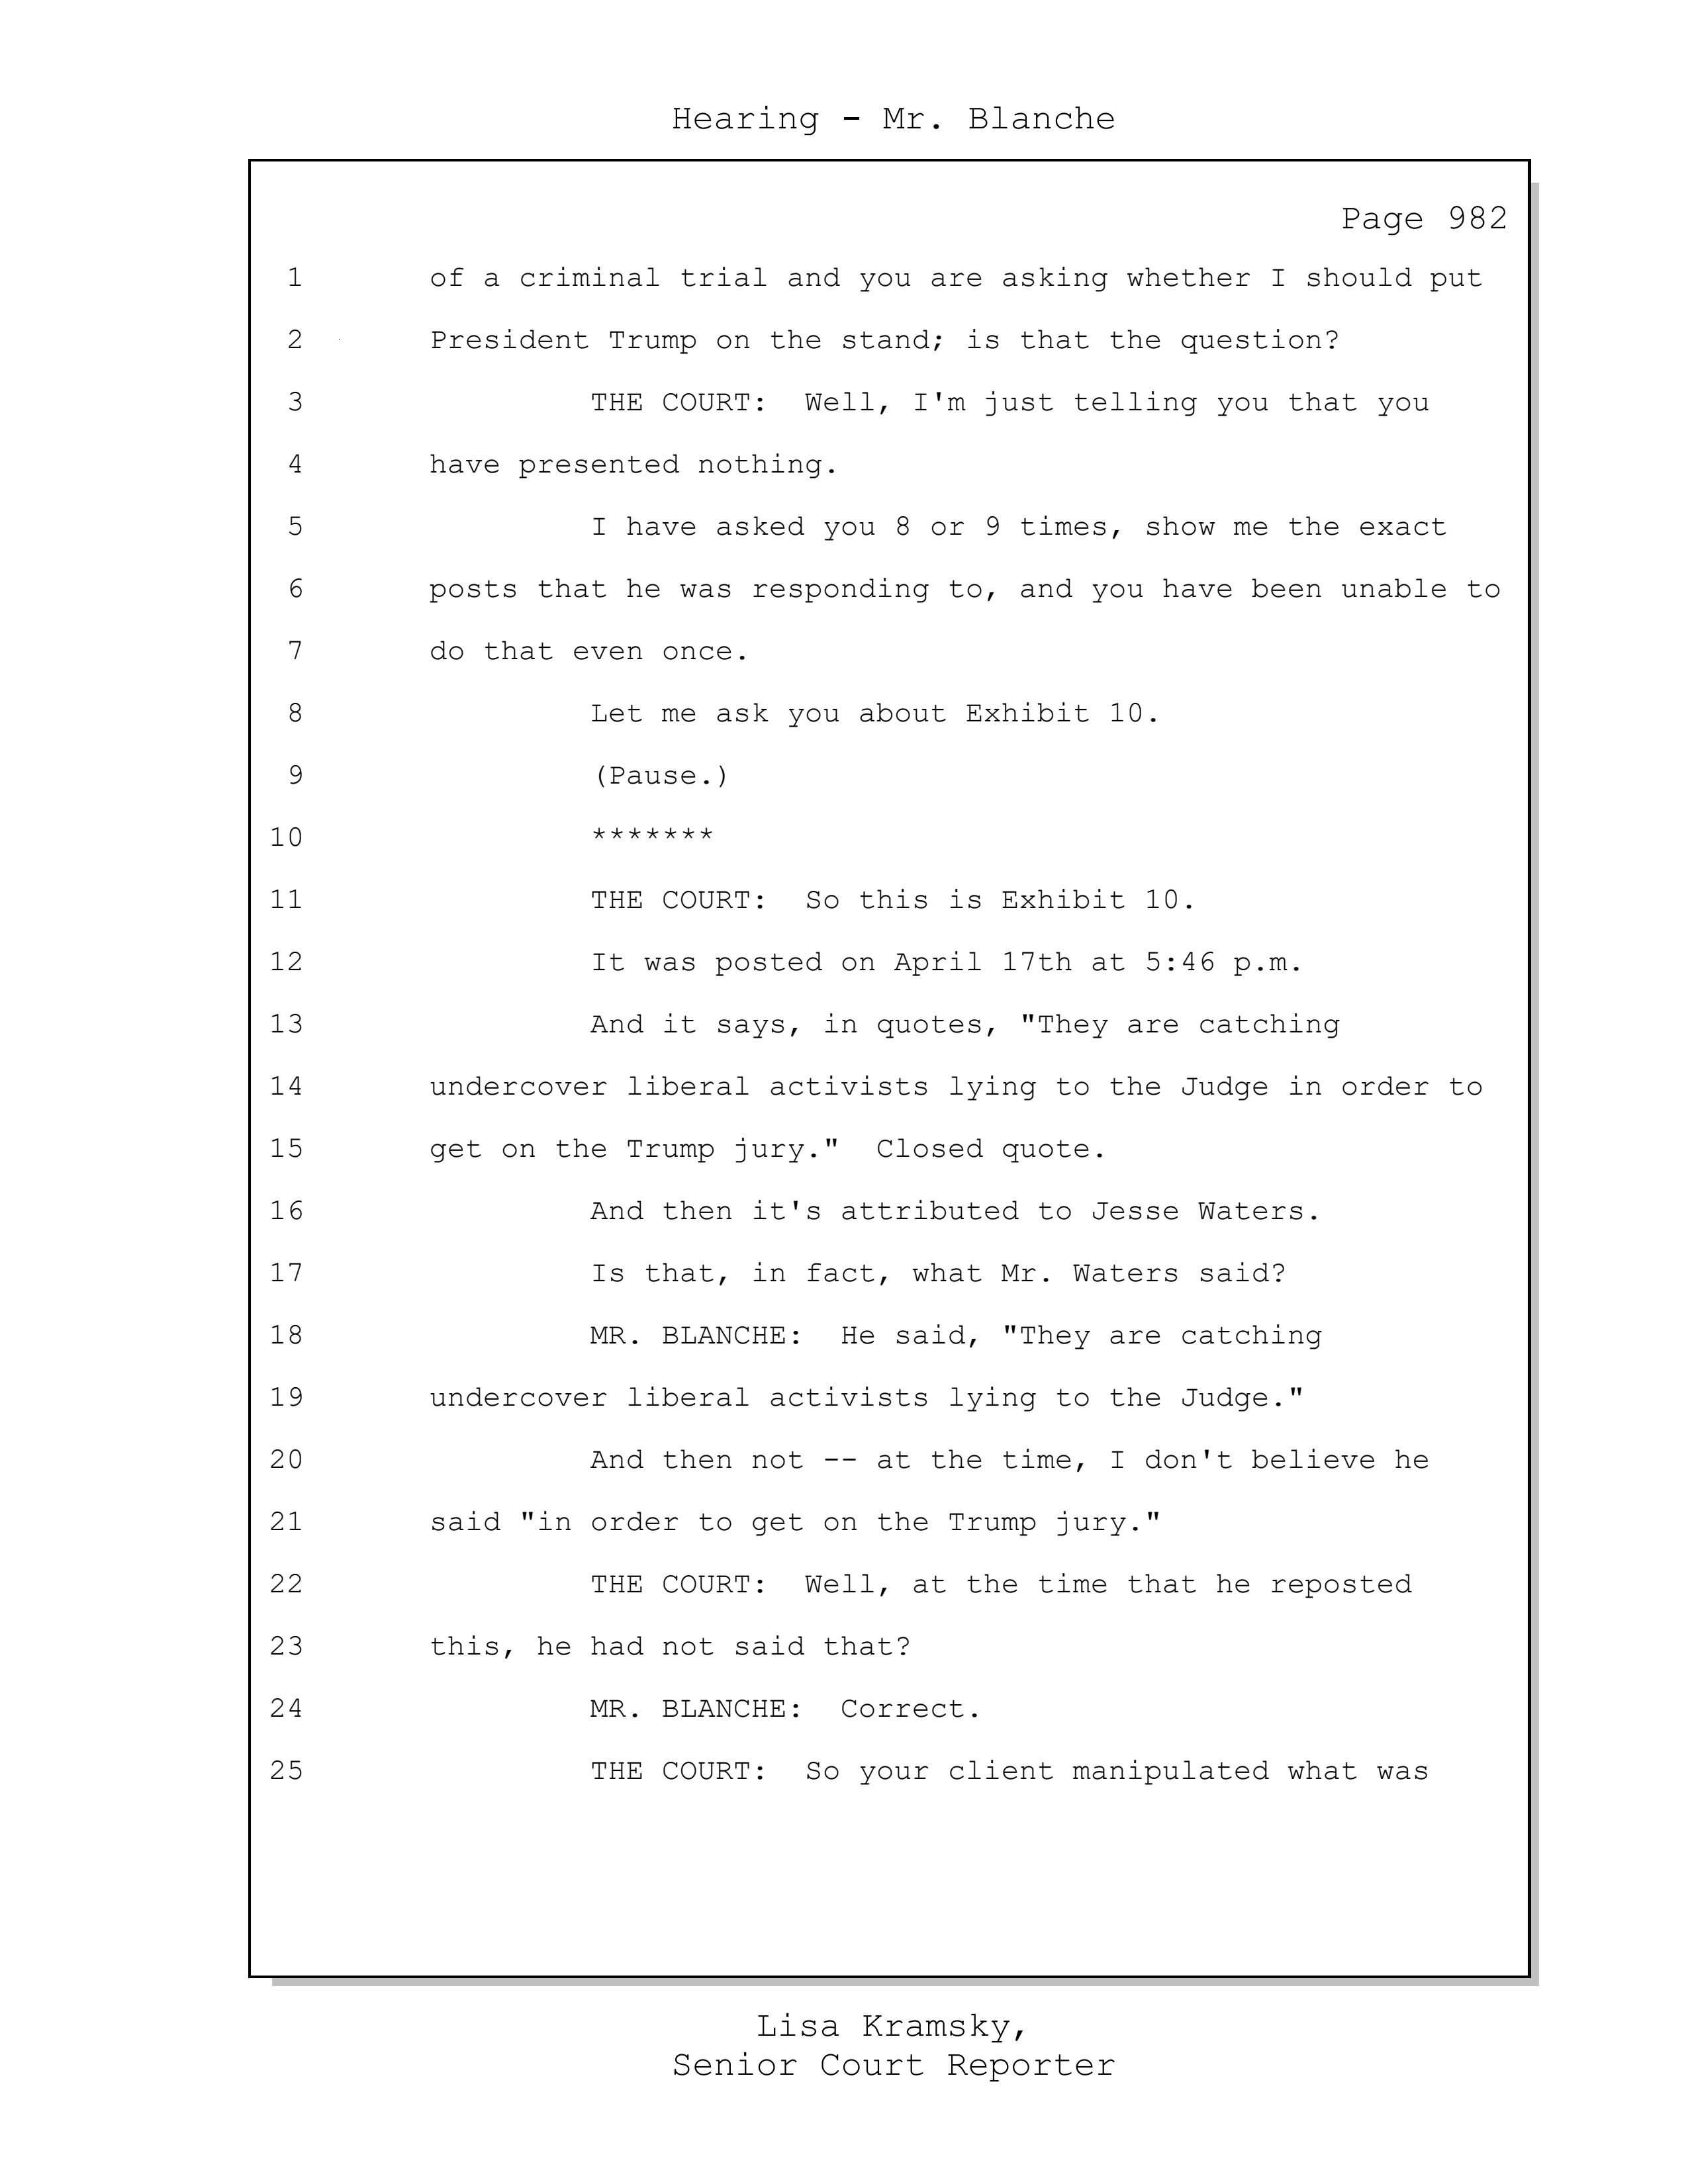 Hearing - Mr. Blanche
Page 982
1 of a criminal trial and you are asking whether I should put
2 President Trump on the stand; is that the question?
3 THE COURT: Well, I'm just telling you that you
4 have presented nothing.
5 I have asked you 8 or 9 times, show me the exact
6 posts that he was responding to, and you have been unable to
7 do that even once.
8 Let me ask you about Exhibit 10.
9 (Pause.)
10 *******
11 THE COURT: So this is Exhibit 10.
12 It was posted on April 17th at 5:46 p.m.
13 And it says, in quotes, "They are catching
14 undercover liberal activists lying to the Judge in order to
15 get on the Trump jury." Closed quote.
16 And then it's attributed to Jesse Waters.
17 Is that, in fact, what Mr. Waters said?
18 MR. BLANCHE: He said, "They are catching
19 undercover liberal activists lying to the Judge."
20 And then not -- at the time, I don't believe he
21 said "in order to get on the Trump jury."
22 THE COURT: Well, at the time that he reposted
23 this, he had not said that?
24 MR. BLANCHE: Correct.
25 THE COURT: So your client manipulated what was
Lisa Kramsky,
Senior Court Reporter